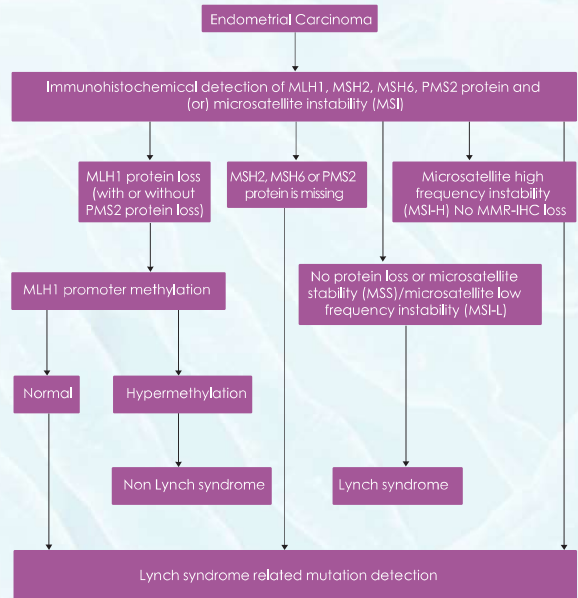 Endometrial Carcinoma
Immunohistochemical detection of MLH1, MSH2, MSH6, PMS2 protein and
(or) microsatellite instability (MSI)
MLH1 protein loss
(with or without
PMS2 protein loss)
MSH2, MSH6 or PMS2
protein is missing
Microsatellite high
frequency instability
(MSI-H) No MMR-IHC loss
MLH1 promoter methylation
No protein loss or microsatellite
stability (MSS)/microsatellite low
frequency instability (MSI-L)
Normal
Hypermethylation
Non Lynch syndrome
Lynch syndrome
Lynch syndrome related mutation detection